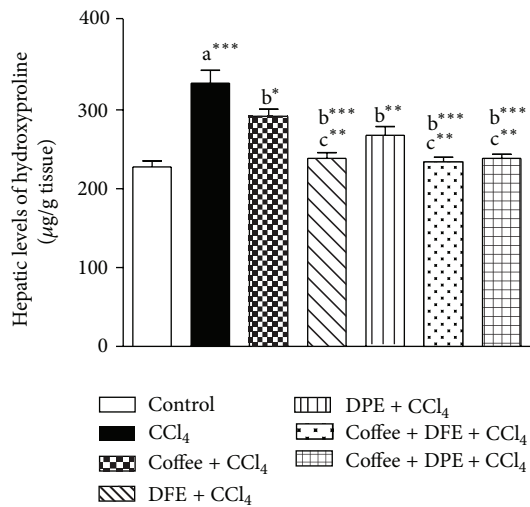 Hepatic levels of hydroxyproline
(µg/g tissue)
400
300
200
100
0
a***
b*
b***
c**
b**
b***
c**
b***
c**
Control
CCl4
Coffee + CCl4
DFE + CCl4
DPE + CCl4
Coffee + DFE + CCl4
Coffee + DPE + CCl4